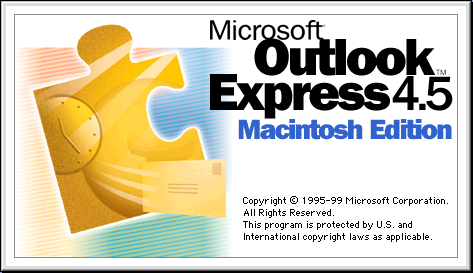 Microsoft
Outlook™
Express 4.5
Macintosh Edition
Copyright © 1995-99 Microsoft Corporation.
All Rights Reserved.
This program is protected by U.S. and
International copyright laws as applicable.